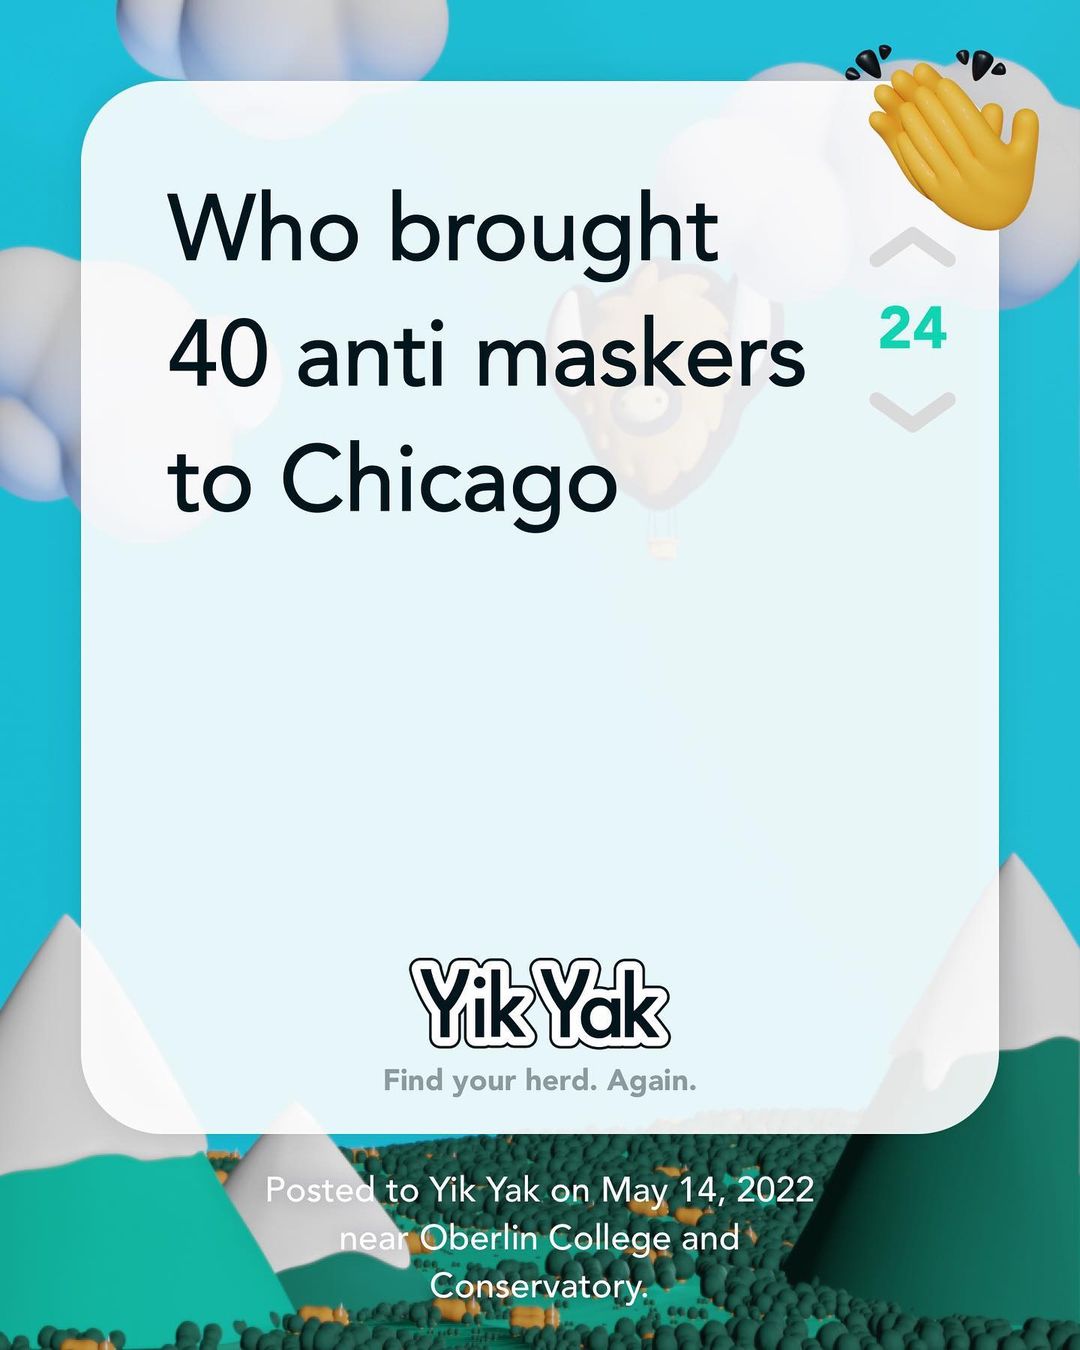 Who brought
40 anti maskers
to Chicago
24
Yik Yak
Find your herd. Again.
Posted to Yik Yak on May 14, 2022
near Oberlin College and
Conservatory.